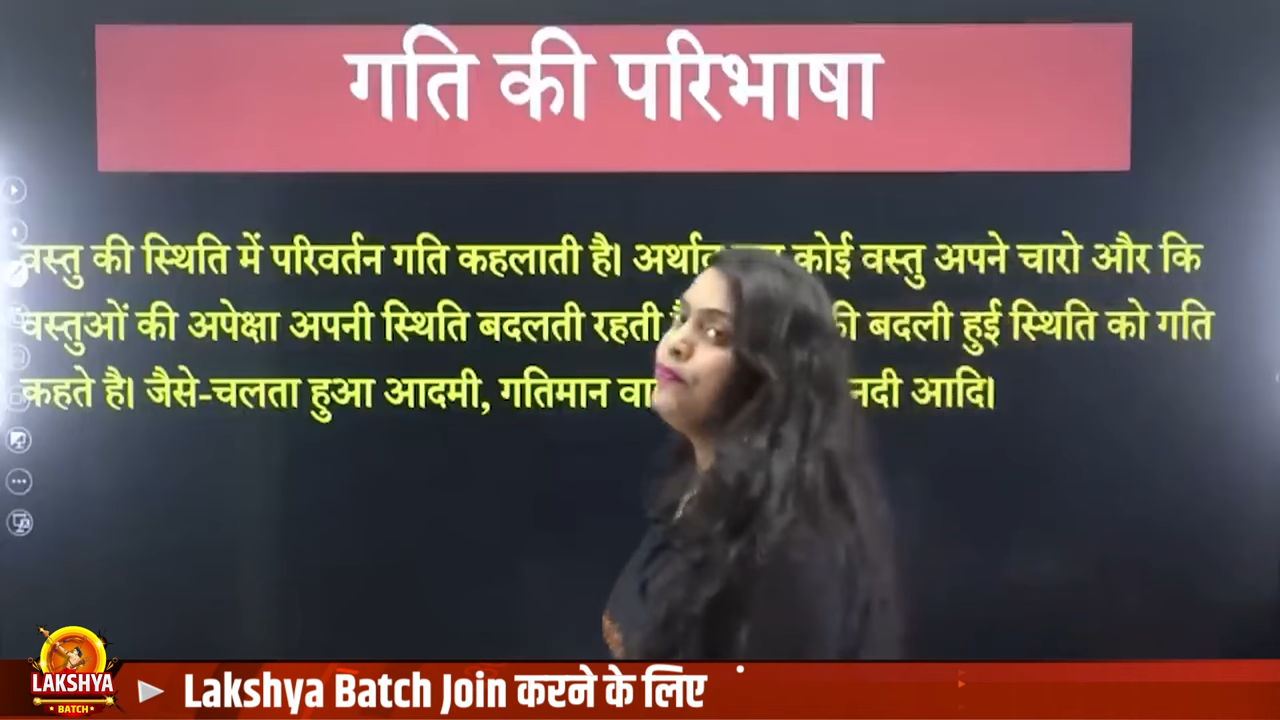 गति की परिभाषा
वस्तु की स्थिति में परिवर्तन गति कहलाती है। कोई वस्तु अपने चारो और कि
वस्तुओं की अपेक्षा अपनी स्थिति बदलती रहती बदली हुई स्थिति को गति
कहते है। जैसे-चलता हुआ आदमी, गतिमान नदी आदि।
LAKSHYA
BATCH
Lakshya Batch Join करने के लिए